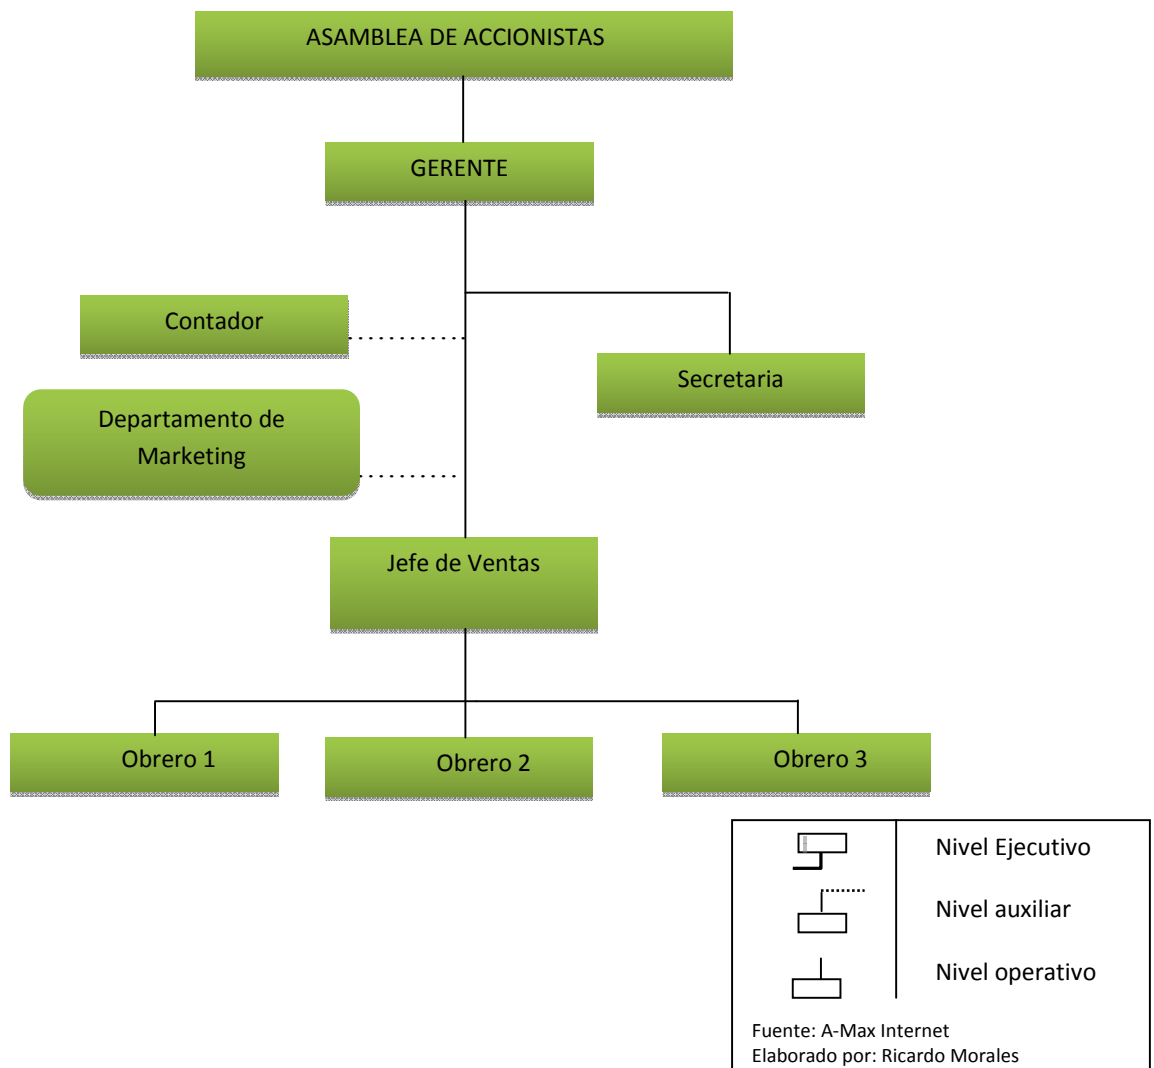 ASAMBLEA DE ACCIONISTAS
GERENTE
Contador
Secretaria
Departamento de
Marketing
Jefe de Ventas
Obrero 1
Obrero 2
Obrero 3
Nivel Ejecutivo
Nivel auxiliar
Nivel operativo
Fuente: A-Max Internet
Elaborado por: Ricardo Morales